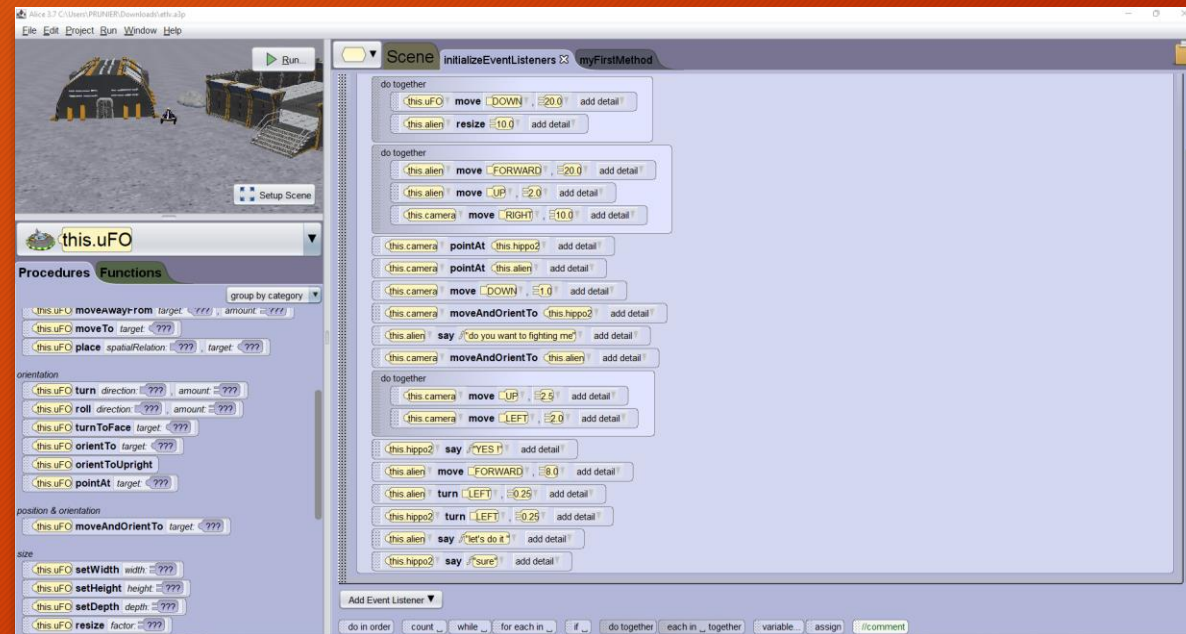 Alice 3.7 C:\Users\PRUNIER\Downloads\attv.a3p
File Edit Project Run Window Help
Run...
Setup Scene
this.uFO
Procedures Functions
group by category
this.uFO moveAwayFrom target: ??? , amount: ???
this.uFO moveTo target: ???
this.uFO place spatialRelation: ??? , target: ???
orientation
this.uFO turn direction: ??? , amount: ???
this.uFO roll direction: ??? , amount: ???
this.uFO turnToFace target: ???
this.uFO orientTo target: ???
this.uFO orientToUpright
this.uFO pointAt target: ???
position & orientation
this.uFO moveAndOrientTo target: ???
size
this.uFO setWidth width: ???
this.uFO setHeight height: ???
this.uFO setDepth depth: ???
this.uFO resize factor: ???
Scene initializeEventListeners myFirstMethod
do together
this.uFO move DOWN , 20.0 add detail
this.alien resize 10.0 add detail
do together
this.alien move FORWARD , 20.0 add detail
this.alien move UP , 2.0 add detail
this.camera move RIGHT , 10.0 add detail
this.camera pointAt this.hippo2 add detail
this.camera pointAt this.alien add detail
this.camera move DOWN , 1.0 add detail
this.camera moveAndOrientTo this.hippo2 add detail
this.alien say "do you want to fighting me" add detail
this.camera moveAndOrientTo this.alien add detail
do together
this.camera move UP , 2.5 add detail
this.camera move LEFT , 2.0 add detail
this.hippo2 say "YES !" add detail
this.alien move FORWARD , 8.0 add detail
this.alien turn LEFT , 0.25 add detail
this.hippo2 turn LEFT , 0.25 add detail
this.alien say "let's do it " add detail
this.hippo2 say "sure" add detail
Add Event Listener
do in order count _ while _ for each in _ if _ do together each in _ together variable... assign //comment